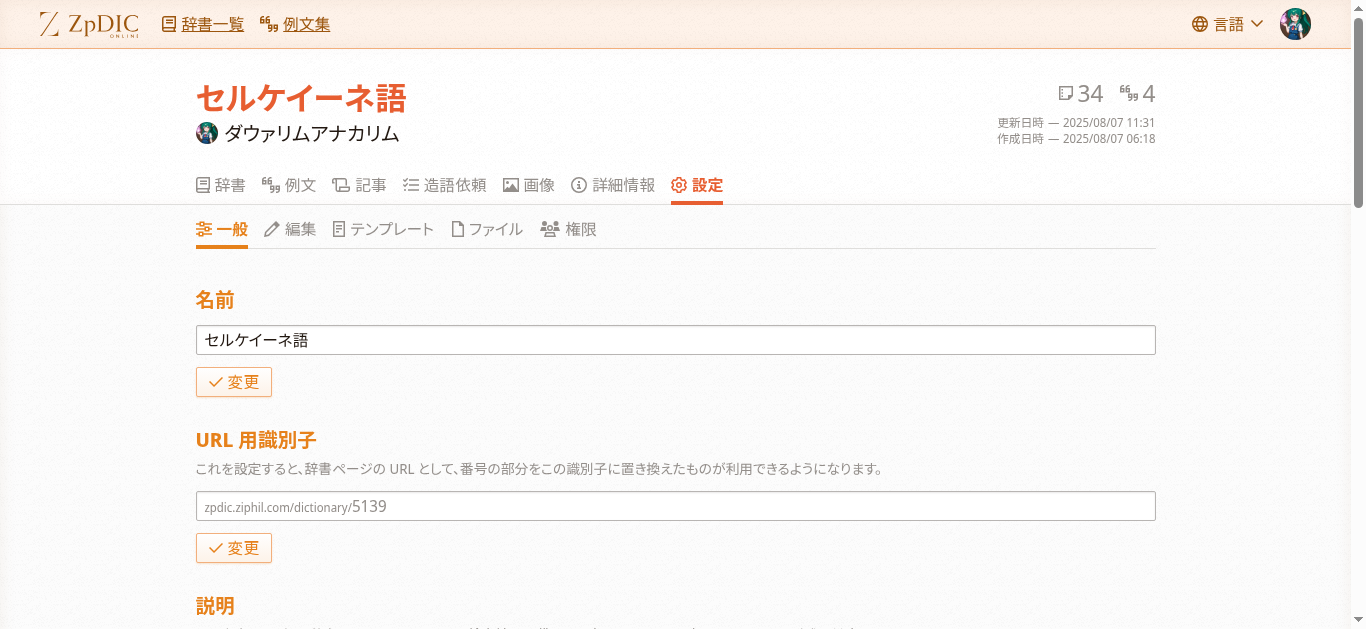 ZpDIC ONLINE 辞書一覧 例文集 言語
セルケイーネ語 34 4
ダウァリムアナカリム
更新日時 — 2025/08/07 11:31
作成日時 — 2025/08/07 06:18
辞書 例文 記事 造語依頼 画像 詳細情報 設定
一般 編集 テンプレート ファイル 権限
名前
セルケイーネ語
変更
URL 用識別子
これを設定すると、辞書ページの URL として、番号の部分をこの識別子に置き換えたものが利用できるようになります。
zpdic.ziphil.com/dictionary/5139
変更
説明